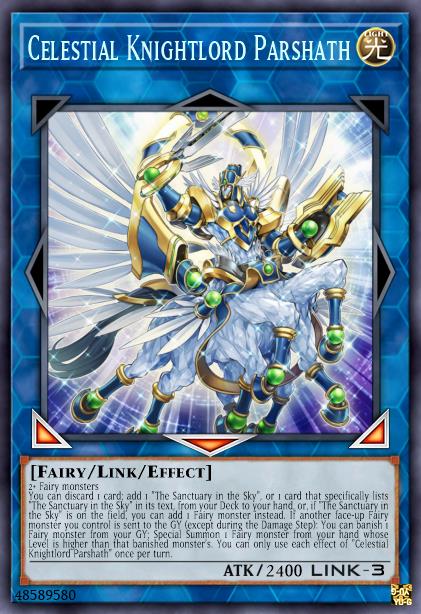 CELESTIAL KNIGHTLORD PARSHATH
LIGHT
光
[FAIRY/LINK/EFFECT]
2+ Fairy monsters
You can discard 1 card; add 1 "The Sanctuary in the Sky", or 1 card that specifically lists
"The Sanctuary in the Sky" in its text, from your Deck to your hand, or, if "The Sanctuary
in the Sky" is on the field, you can add 1 Fairy monster instead. If another face-up Fairy
monster you control is sent to the GY (except during the Damage Step): You can banish
1 Fairy monster from your GY; Special Summon 1 Fairy monster from your hand whose
Level is higher than that banished monster's. You can only use each effect of "Celestial
Knightlord Parshath" once per turn.
ATK/2400 LINK-3
48589580